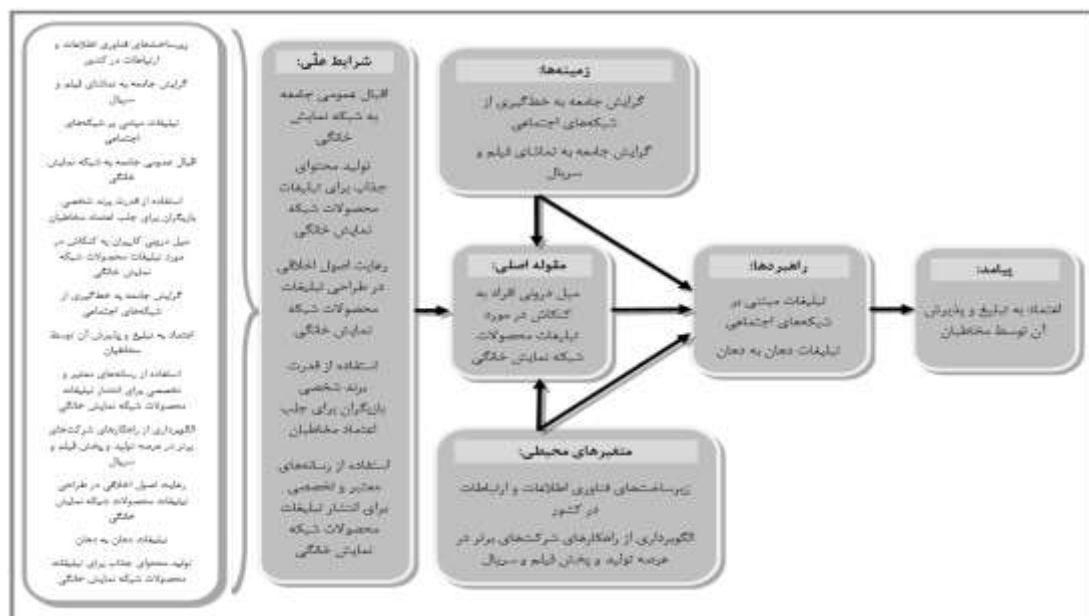 زیرساخت‌های فناوری اطلاعات و
ارتباطات در کشور
گرایش جامعه به تماشای فیلم و
سریال
تبلیغات مبتنی بر شبکه‌های
اجتماعی
اقبال عمومی جامعه به شبکه نمایش
خانگی
استفاده از قدرت برند شخصی
بازیگران برای جلب اعتماد مخاطبان
میل درونی کاربران به کنکاش در
مورد تبلیغات محصولات شبکه
نمایش خانگی
گرایش جامعه به خط‌گیری از
شبکه‌های اجتماعی
اعتماد به تبلیغ و پذیرش آن توسط
مخاطبان
استفاده از رسانه‌های معتبر و
تخصصی برای انتشار تبلیغات
محصولات شبکه نمایش خانگی
الگوبرداری از راهکارهای شرکت‌های
برتر در عرصه تولید و پخش فیلم و
سریال
رعایت اصول اخلاقی در طراحی
تبلیغات محصولات شبکه نمایش
خانگی
تبلیغات دهان به دهان
تولید محتوای جذاب برای تبلیغات
محصولات شبکه نمایش خانگی
شرایط علّی:
اقبال عمومی جامعه
به شبکه نمایش
خانگی
تولید محتوای
جذاب برای تبلیغات
محصولات شبکه
نمایش خانگی
رعایت اصول اخلاقی
در طراحی تبلیغات
محصولات شبکه
نمایش خانگی
استفاده از قدرت
برند شخصی
بازیگران برای جلب
اعتماد مخاطبان
استفاده از رسانه‌های
معتبر و تخصصی
برای انتشار تبلیغات
محصولات شبکه
نمایش خانگی
زمینه‌ها:
گرایش جامعه به خط‌گیری از
شبکه‌های اجتماعی
گرایش جامعه به تماشای فیلم و
سریال
مقوله اصلی:
میل درونی افراد به
کنکاش در مورد
تبلیغات محصولات
شبکه نمایش خانگی
متغیرهای محیطی:
زیرساخت‌های فناوری اطلاعات و ارتباطات
در کشور
الگوبرداری از راهکارهای شرکت‌های برتر در
عرصه تولید و پخش فیلم و سریال
راهبردها:
تبلیغات مبتنی بر
شبکه‌های اجتماعی
تبلیغات دهان به دهان
پیامد:
اعتماد به تبلیغ و پذیرش
آن توسط مخاطبان